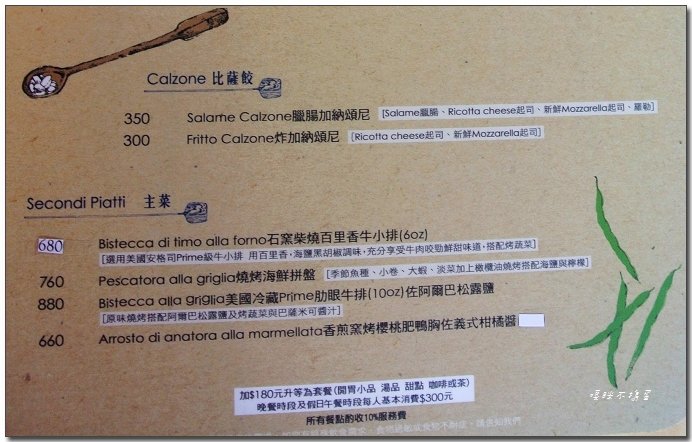 Calzone 比薩餃
350 Salame Calzone臘腸加納頌尼 [Salame臘腸、Ricotta cheese起司、新鮮Mozzarella起司、羅勒]
300 Fritto Calzone炸加納頌尼 [Ricotta cheese起司、新鮮Mozzarella起司]
Secondi Piatti 主菜
680 Bistecca di timo alla forno石窯柴燒百里香牛小排(6oz)
[選用美國安格司Prime級牛小排 用百里香,海鹽黑胡椒調味,充分享受牛肉咬勁鮮甜味道,搭配烤蔬菜]
760 Pescatora alla griglia 燒烤海鮮拼盤 [季節魚種、小卷、大蝦、淡菜加上橄欖油燒烤搭配海鹽與檸檬]
880 Bistecca alla griglia美國冷藏Prime肋眼牛排(10oz)佐阿爾巴松露鹽
[原味燒烤搭配阿爾巴松露鹽及烤蔬菜與巴薩米可醬汁]
660 Arrosto di anatora alla marmellata香煎窯烤櫻桃肥鴨胸佐義式柑橘醬
加$180元升等為套餐(開胃小品 湯品 甜點 咖啡或茶)
晚餐時段及假日午餐時段每人基本消費$300元
所有餐點酌收10%服務費